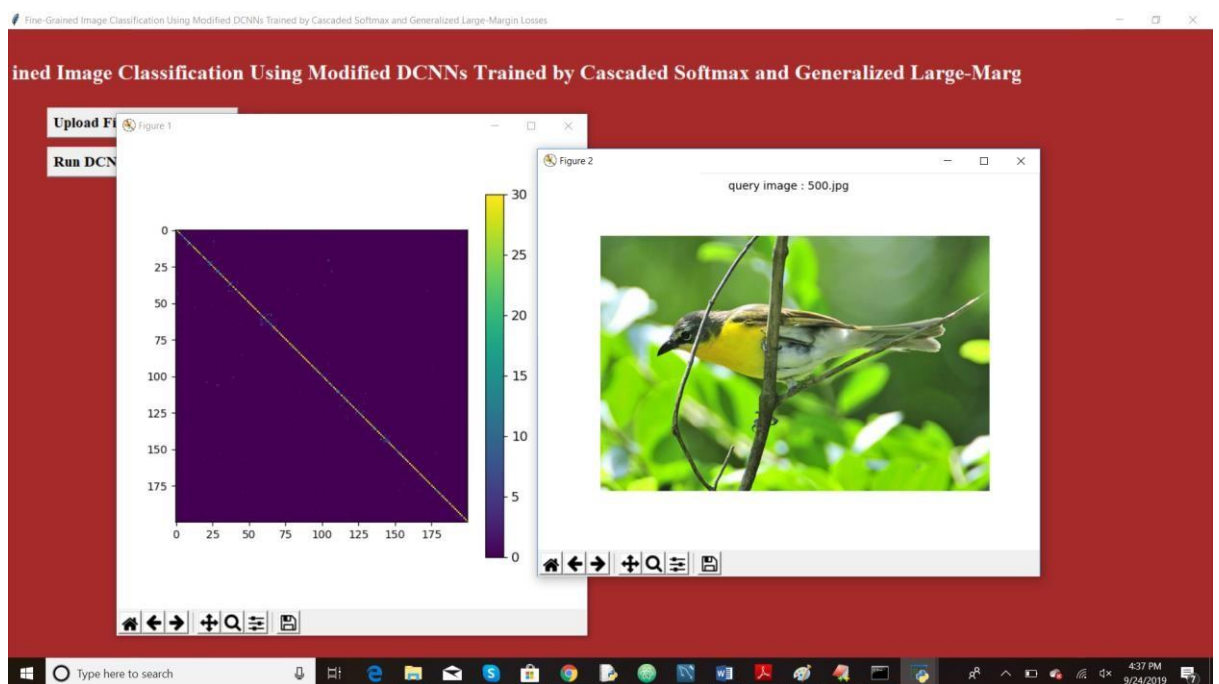 Fine-Grained Image Classification Using Modified DCNNs Trained by Cascaded Softmax and Generalized Large-Margin Losses
ined Image Classification Using Modified DCNNs Trained by Cascaded Softmax and Generalized Large-Marg
Upload Fi
Run DCN
Figure 1
30
25
20
15
10
5
0
0
25
50
75
100
125
150
175
0 25 50 75 100 125 150 175
Figure 2
query image : 500.jpg
Type here to search
4:37 PM
9/24/2019
7